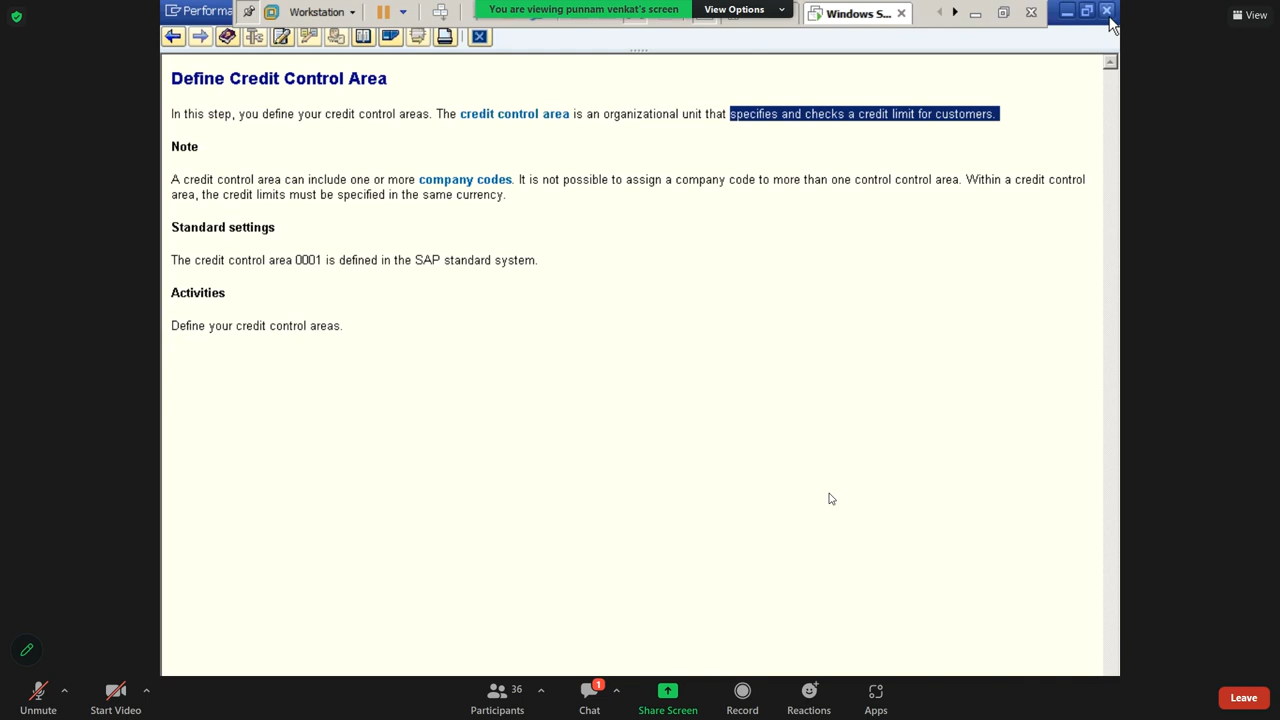 Performa
Workstation
You are viewing punnam venkat's screen
View Options
Windows S...
View
Define Credit Control Area
In this step, you define your credit control areas. The credit control area is an organizational unit that specifies and checks a credit limit for customers.
Note
A credit control area can include one or more company codes. It is not possible to assign a company code to more than one control control area. Within a credit control
area, the credit limits must be specified in the same currency.
Standard settings
The credit control area 0001 is defined in the SAP standard system.
Activities
Define your credit control areas.
Unmute
Start Video
Participants
36
Chat
1
Share Screen
Record
Reactions
Apps
Leave